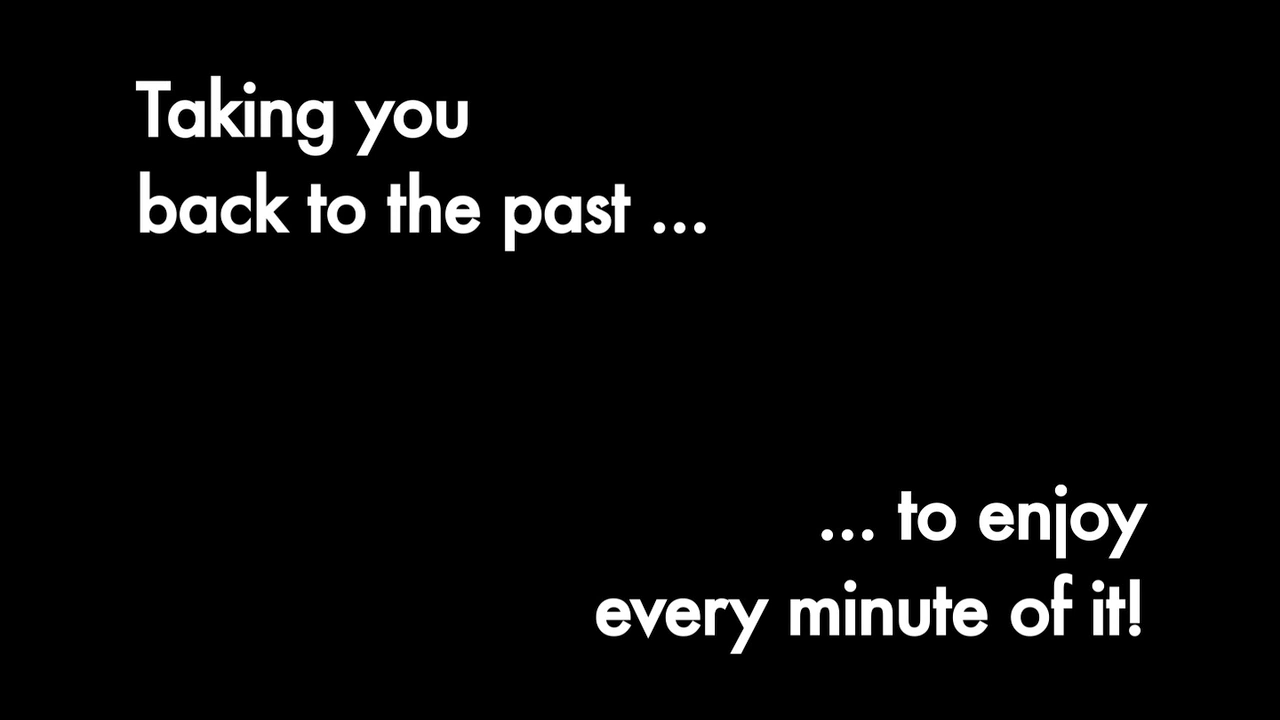 Taking you
back to the past ...
... to enjoy
every minute of it!